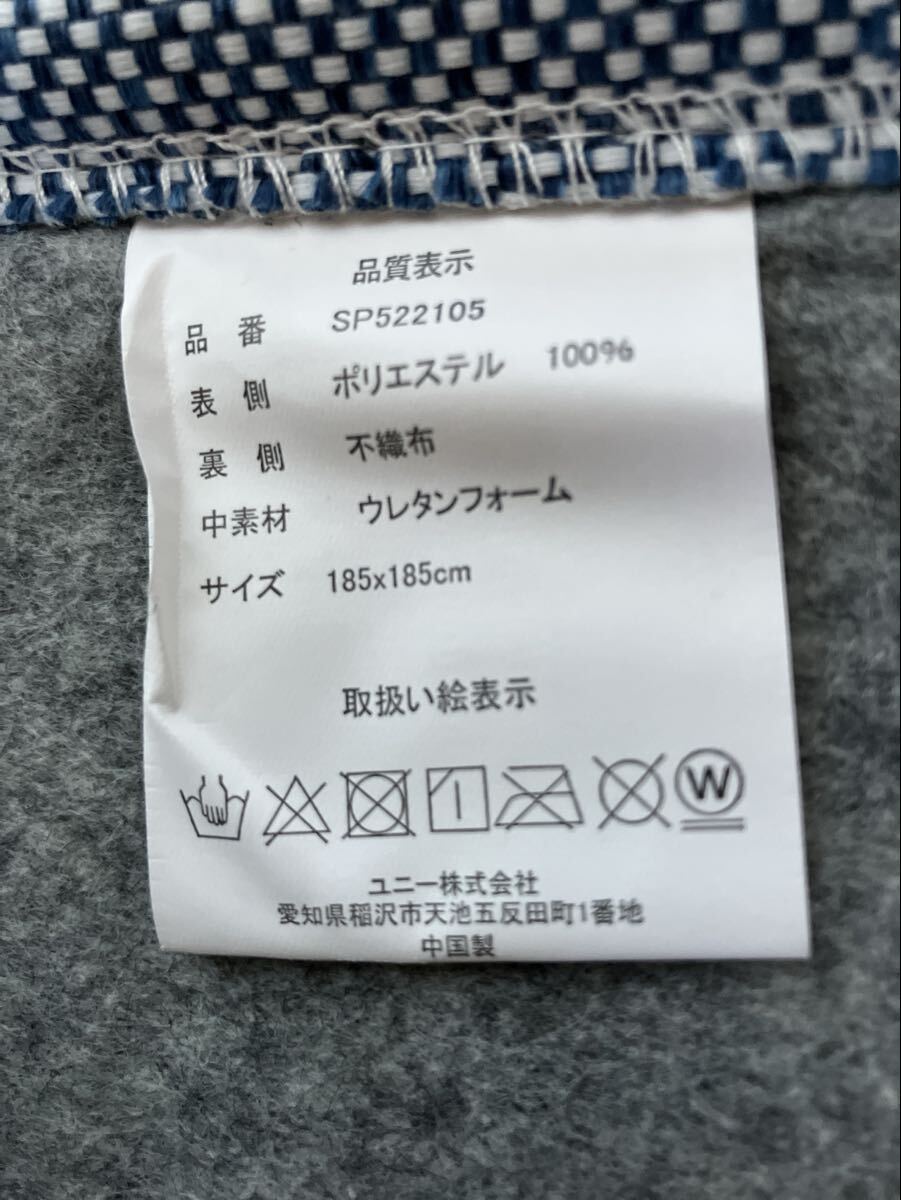 品質表示
品 番 SP522105
表 側 ポリエステル 100%
裏 側 不織布
中素材 ウレタンフォーム
サイズ 185x185cm
取扱い絵表示
W
ユニー株式会社
愛知県稲沢市天池五反田町1番地
中国製